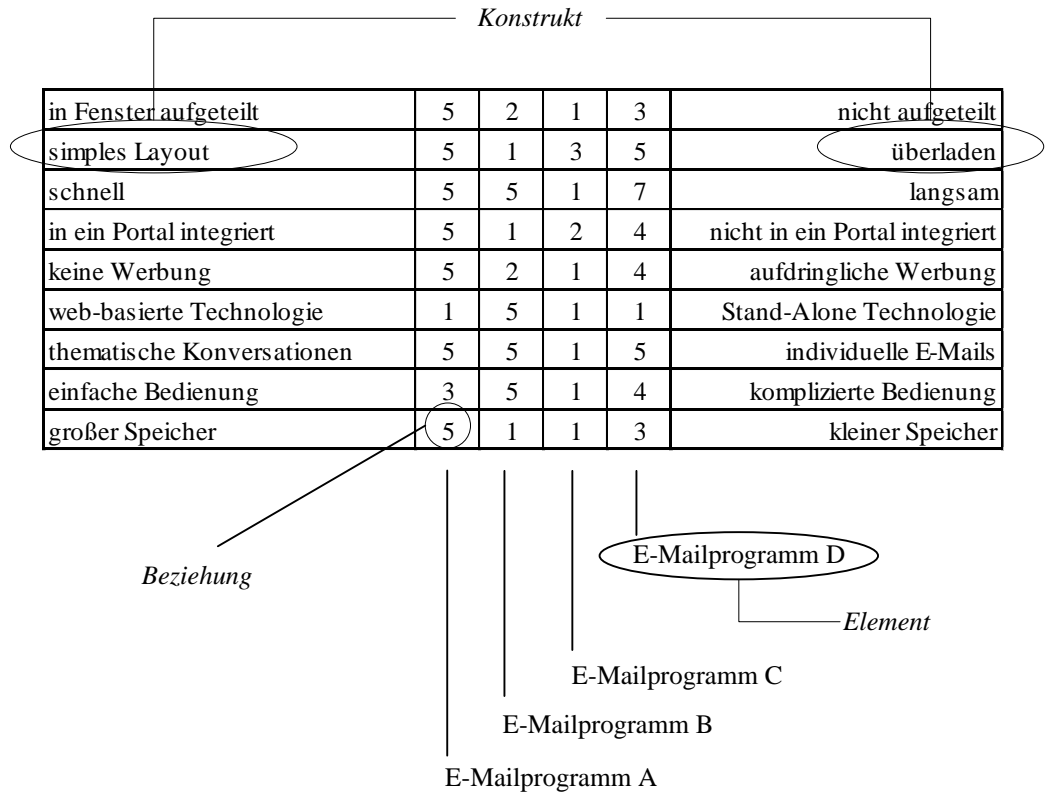 Konstrukt
in Fenster aufgeteilt 5 2 1 3 nicht aufgeteilt
simples Layout 5 1 3 5 überladen
schnell 5 5 1 7 langsam
in ein Portal integriert 5 1 2 4 nicht in ein Portal integriert
keine Werbung 5 2 1 4 aufdringliche Werbung
web-basierte Technologie 1 5 1 1 Stand-Alone Technologie
thematische Konversationen 5 5 1 5 individuelle E-Mails
einfache Bedienung 3 5 1 4 komplizierte Bedienung
großer Speicher 5 1 1 3 kleiner Speicher
E-Mailprogramm D
Beziehung
Element
E-Mailprogramm C
E-Mailprogramm B
E-Mailprogramm A